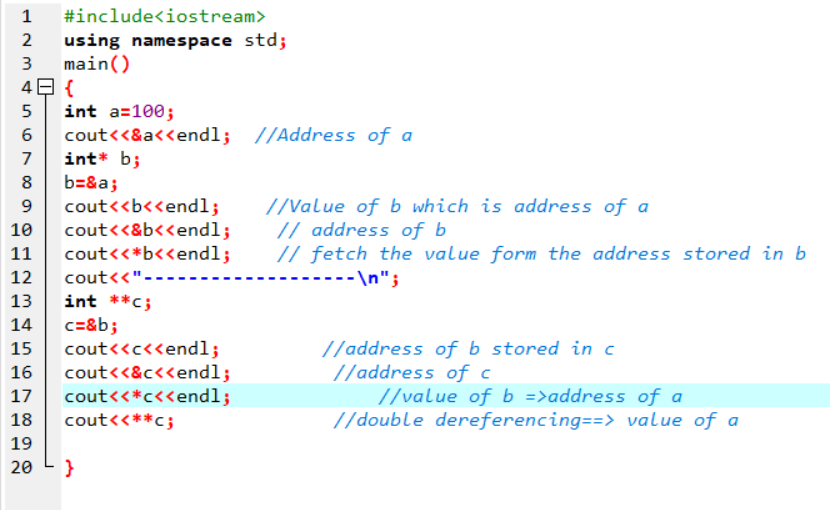 1 #include<iostream>
2 using namespace std;
3 main()
4 {
5 int a=100;
6 cout<<&a<<endl; //Address of a
7 int* b;
8 b=&a;
9 cout<<b<<endl; //Value of b which is address of a
10 cout<<&b<<endl; // address of b
11 cout<<*b<<endl; // fetch the value form the address stored in b
12 cout<<"-------------------\n";
13 int **c;
14 c=&b;
15 cout<<c<<endl; //address of b stored in c
16 cout<<&c<<endl; //address of c
17 cout<<*c<<endl; //value of b =>address of a
18 cout<<**c; //double dereferencing==> value of a
19
20 }